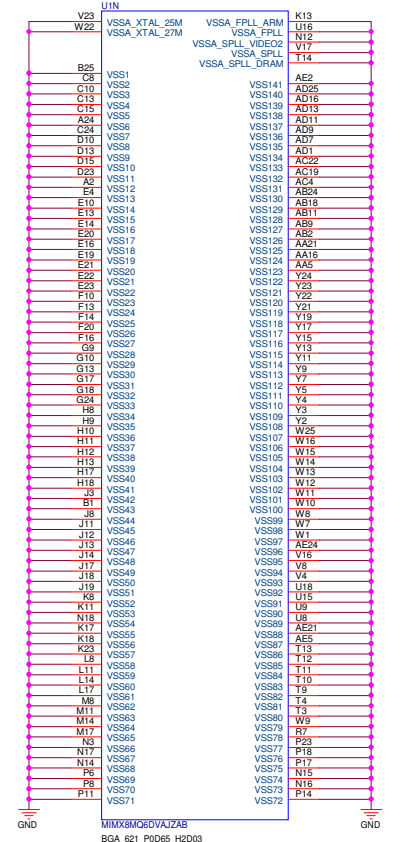 U1N
V23 VSSA_XTAL_25M
W22 VSSA_XTAL_27M
B25 VSS1
C8 VSS2
C10 VSS3
C13 VSS4
C15 VSS5
A24 VSS6
C24 VSS7
D10 VSS8
D13 VSS9
D15 VSS10
D23 VSS11
A2 VSS12
E4 VSS13
E10 VSS14
E13 VSS15
E14 VSS16
E20 VSS17
E16 VSS18
E19 VSS19
E21 VSS20
E22 VSS21
E23 VSS22
F10 VSS23
F13 VSS24
F14 VSS25
F20 VSS26
F16 VSS27
G9 VSS28
G10 VSS29
G13 VSS30
G17 VSS31
G18 VSS32
G24 VSS33
H8 VSS34
H9 VSS35
H10 VSS36
H11 VSS37
H12 VSS38
H13 VSS39
H17 VSS40
H18 VSS41
J3 VSS42
B1 VSS43
J8 VSS44
J11 VSS45
J12 VSS46
J13 VSS47
J14 VSS48
J17 VSS49
J18 VSS50
J19 VSS51
K8 VSS52
K11 VSS53
N18 VSS54
K17 VSS55
K18 VSS56
K23 VSS57
L8 VSS58
L11 VSS59
L14 VSS60
L17 VSS61
M8 VSS62
M11 VSS63
M14 VSS64
M17 VSS65
N3 VSS66
N17 VSS67
N14 VSS68
P6 VSS69
P8 VSS70
P11 VSS71
VSSA_FPLL_ARM K13
VSSA_FPLL U16
VSSA_SPLL_VIDEO2 N12
VSSA_SPLL V17
VSSA_SPLL_DRAM T14
VSS141 AE2
VSS140 AD25
VSS139 AD16
VSS138 AD13
VSS137 AD11
VSS136 AD9
VSS135 AD7
VSS134 AD1
VSS133 AC22
VSS132 AC19
VSS131 AC4
VSS130 AB24
VSS129 AB18
VSS128 AB11
VSS127 AB9
VSS126 AB2
VSS125 AA21
VSS124 AA16
VSS123 AA5
VSS122 Y24
VSS121 Y23
VSS120 Y22
VSS119 Y21
VSS118 Y19
VSS117 Y17
VSS116 Y15
VSS115 Y13
VSS114 Y11
VSS113 Y9
VSS112 Y7
VSS111 Y5
VSS110 Y4
VSS109 Y3
VSS108 Y2
VSS107 W25
VSS106 W16
VSS105 W15
VSS104 W14
VSS103 W13
VSS102 W12
VSS101 W11
VSS100 W10
VSS99 W8
VSS98 W7
VSS97 W1
VSS96 AE24
VSS95 V16
VSS94 V8
VSS93 V4
VSS92 U18
VSS91 U15
VSS90 U9
VSS89 U8
VSS88 AE21
VSS87 AE5
VSS86 T13
VSS85 T12
VSS84 T11
VSS83 T10
VSS82 T9
VSS81 T4
VSS80 T3
VSS79 W9
VSS78 R7
VSS77 P23
VSS76 P18
VSS75 P17
VSS74 N15
VSS73 N16
VSS72 P14
GND
GND
MIMX8MQ6DVAJZAB
BGA_621_P0D65_H2D03